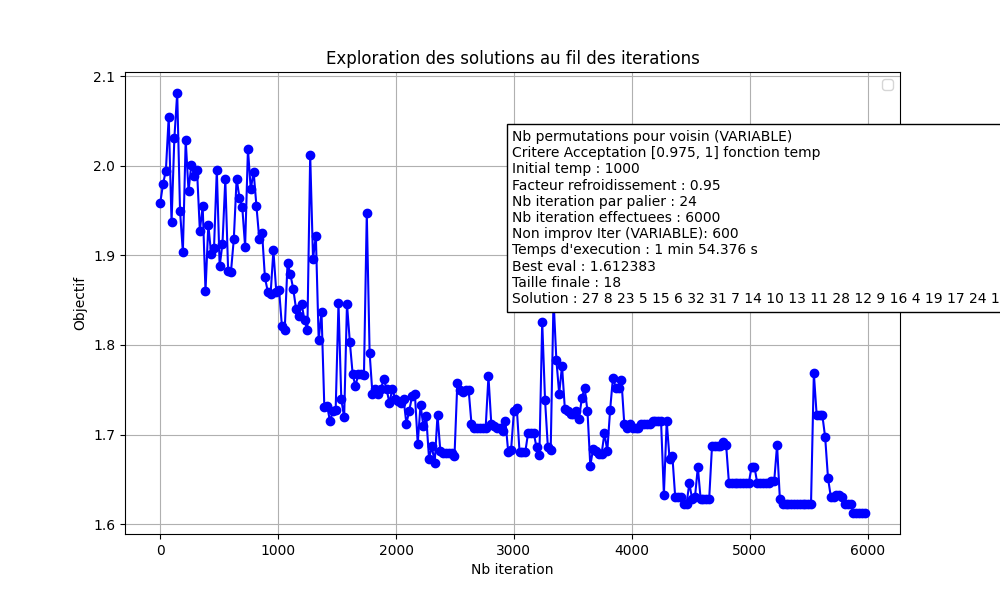 Exploration des solutions au fil des iterations
2.1
2.0
1.9
1.8
1.7
1.6
Objectif
Nb permutations pour voisin (VARIABLE)
Critere Acceptation [0.975, 1] fonction temp
Initial temp : 1000
Facteur refroidissement : 0.95
Nb iteration par palier : 24
Nb iteration effectuees : 6000
Non improv Iter (VARIABLE): 600
Temps d'execution : 1 min 54.376 s
Best eval : 1.612383
Taille finale : 18
Solution : 27 8 23 5 15 6 32 31 7 14 10 13 11 28 12 9 16 4 19 17 24 1
0 1000 2000 3000 4000 5000 6000
Nb iteration